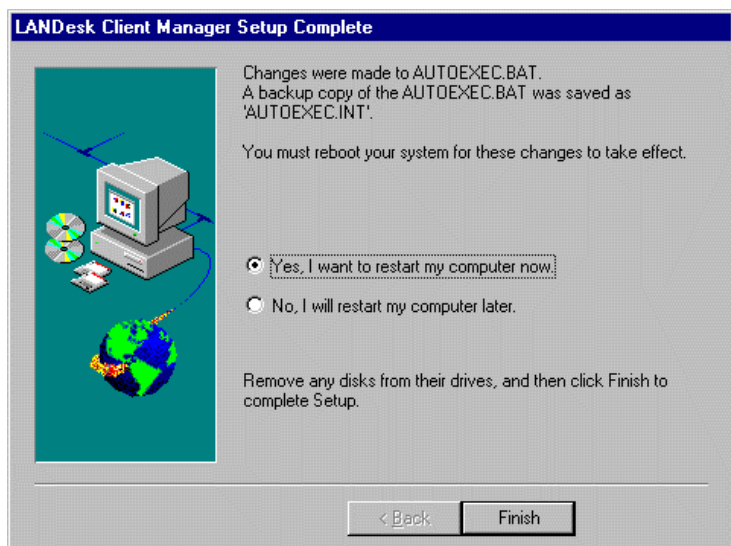 LANDesk Client Manager Setup Complete
Changes were made to AUTOEXEC.BAT.
A backup copy of the AUTOEXEC.BAT was saved as
'AUTOEXEC.INT'.
You must reboot your system for these changes to take effect.
Yes, I want to restart my computer now.
No, I will restart my computer later.
Remove any disks from their drives, and then click Finish to
complete Setup.
< Back
Finish